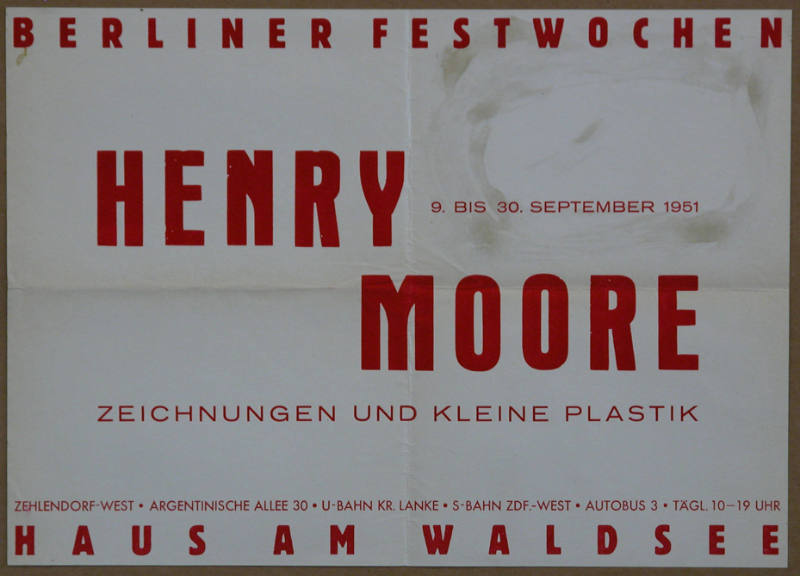 BERLINER FESTWOCHEN
HENRY
9. BIS 30. SEPTEMBER 1951
MOORE
ZEICHNUNGEN UND KLEINE PLASTIK
ZEHLENDORF-WEST • ARGENTINISCHE ALLEE 30 • U-BAHN KR. LANKE • S-BAHN ZDF.-WEST • AUTOBUS 3 • TÄGL. 10–19 UHR
HAUS AM WALDSEE